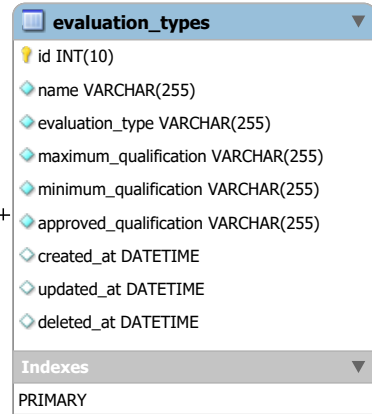 evaluation_types
id INT(10)
name VARCHAR(255)
evaluation_type VARCHAR(255)
maximum_qualification VARCHAR(255)
minimum_qualification VARCHAR(255)
approved_qualification VARCHAR(255)
created_at DATETIME
updated_at DATETIME
deleted_at DATETIME
Indexes
PRIMARY